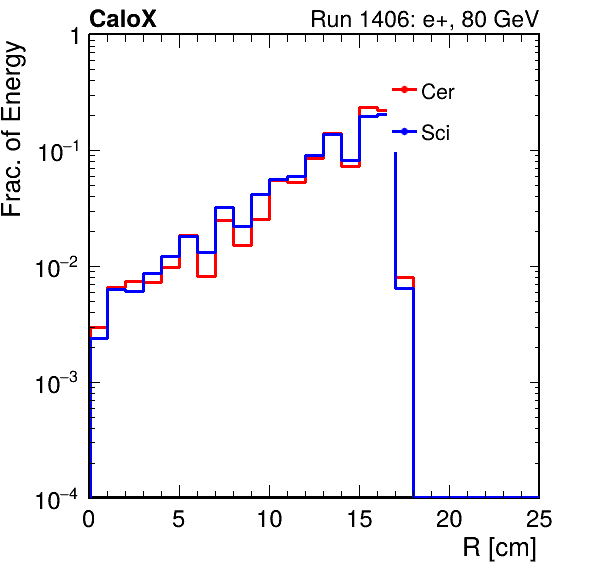 CaloX Run 1406: e+, 80 GeV
Frac. of Energy
1
10⁻¹
10⁻²
10⁻³
10⁻⁴
Cer
Sci
0 5 10 15 20 25
R [cm]